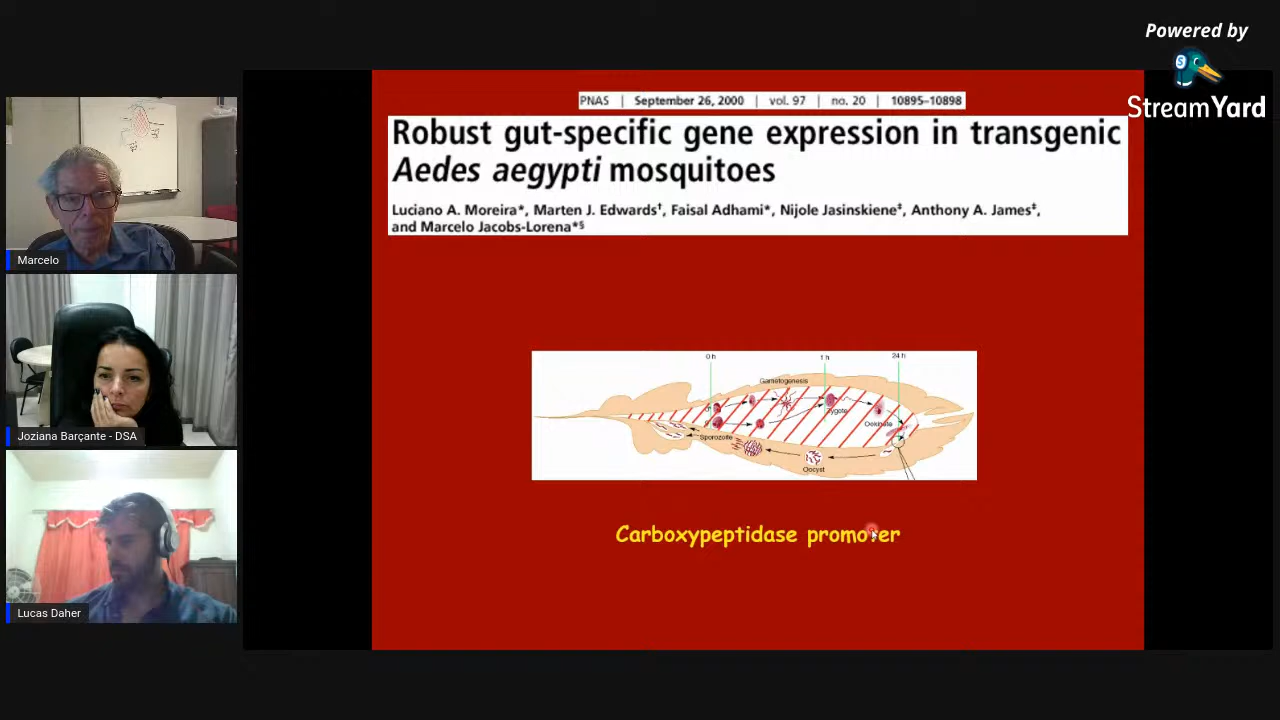 Powered by
StreamYard
PNAS | September 26, 2000 | vol. 97 | no. 20 | 10895–10898
Robust gut-specific gene expression in transgenic
Aedes aegypti mosquitoes
Luciano A. Moreira*, Marten J. Edwards†, Faisal Adhami*, Nijole Jasinskiene‡, Anthony A. James‡,
and Marcelo Jacobs-Lorena*§
0 h
1 h
24 h
Gametogenesis
Zygote
Ookinete
Sporozoite
Oocyst
Carboxypeptidase promoter
Marcelo
Joziana Barçante - DSA
Lucas Daher